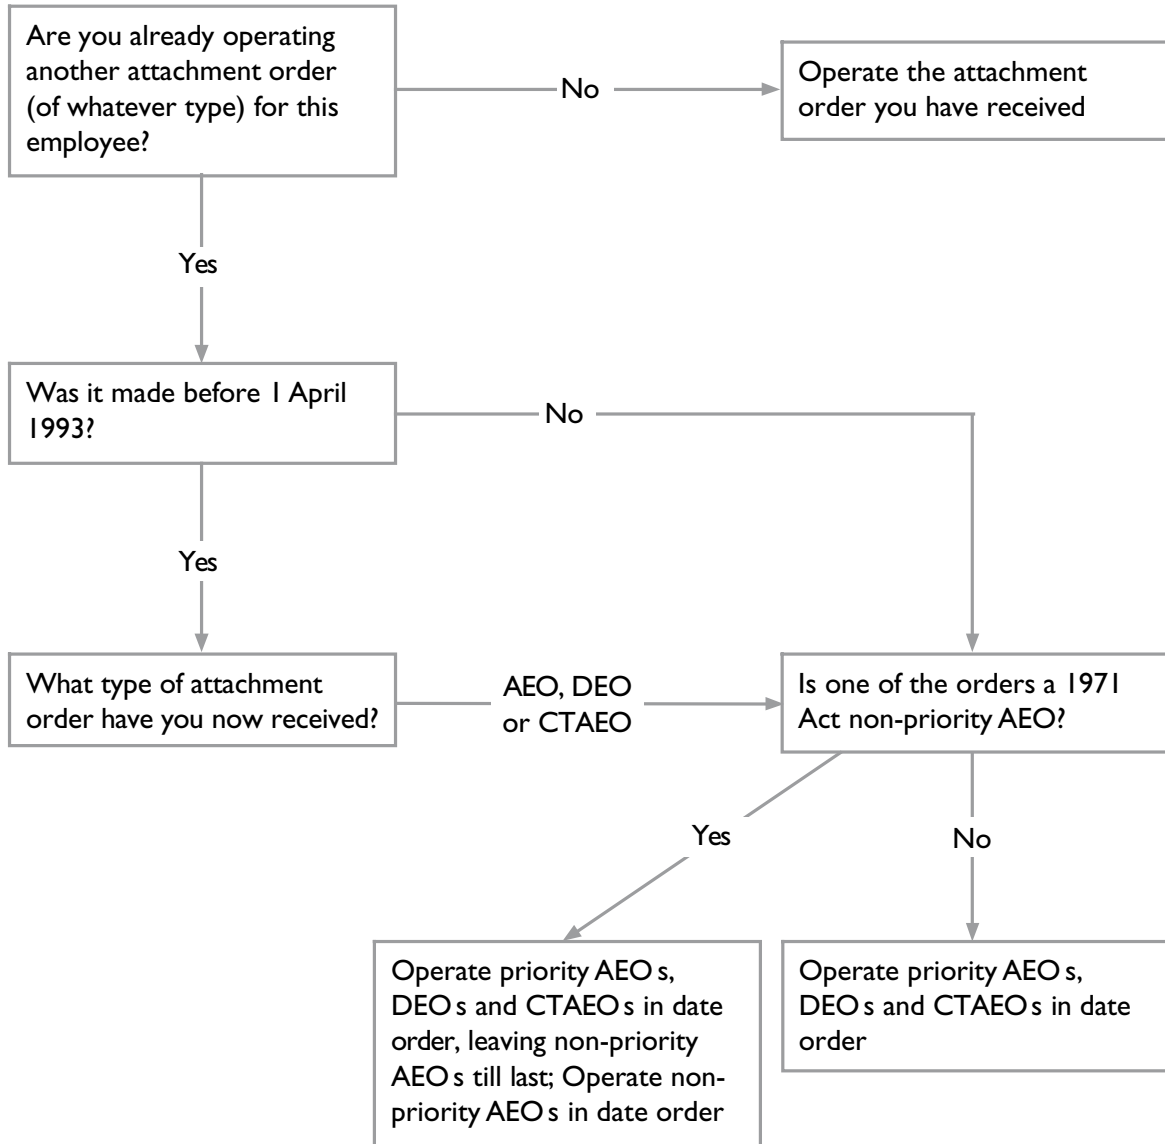 Are you already operating
another attachment order
(of whatever type) for this
employee?
No
Operate the attachment
order you have received
Yes
Was it made before 1 April
1993?
No
Yes
What type of attachment
order have you now received?
AEO, DEO
or CTAEO
Is one of the orders a 1971
Act non-priority AEO?
Yes
No
Operate priority AEOs,
DEOs and CTAEOs in date
order, leaving non-priority
AEOs till last; Operate non-
priority AEOs in date order
Operate priority AEOs,
DEOs and CTAEOs in date
order